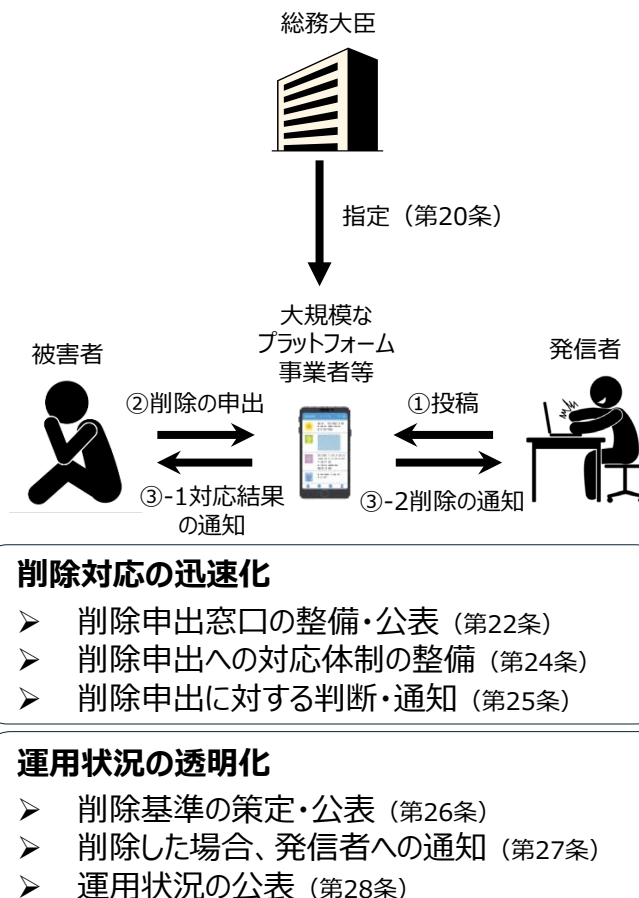 総務大臣
指定（第20条）
大規模な
プラットフォーム
事業者等
被害者
発信者
②削除の申出
①投稿
③-1対応結果
の通知
③-2削除の通知
削除対応の迅速化
➢ 削除申出窓口の整備・公表（第22条）
➢ 削除申出への対応体制の整備（第24条）
➢ 削除申出に対する判断・通知（第25条）
運用状況の透明化
➢ 削除基準の策定・公表（第26条）
➢ 削除した場合、発信者への通知（第27条）
➢ 運用状況の公表（第28条）